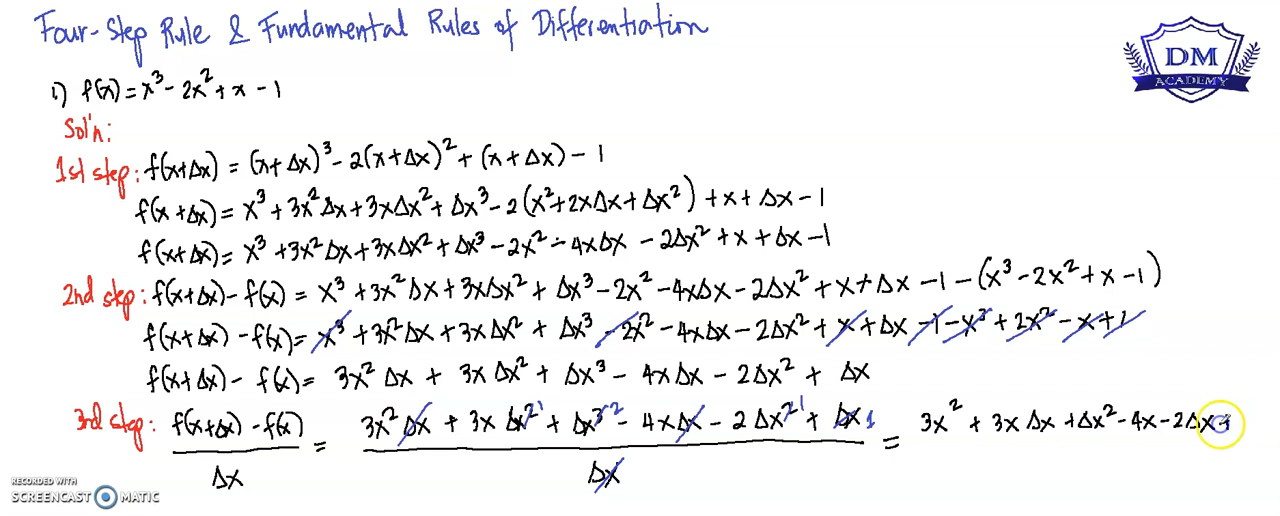 Four-Step Rule & Fundamental Rules of Differentiation
DM
ACADEMY
1) f(x) = x³ - 2x² + x - 1
Sol'n:
1st step: f(x+Δx) = (x+Δx)³ - 2(x+Δx)² + (x+Δx) - 1
f(x+Δx) = x³ + 3x²Δx + 3xΔx² + Δx³ - 2(x² + 2xΔx + Δx²) + x + Δx - 1
f(x+Δx) = x³ + 3x²Δx + 3xΔx² + Δx³ - 2x² - 4xΔx - 2Δx² + x + Δx - 1
2nd step: f(x+Δx) - f(x) = x³ + 3x²Δx + 3xΔx² + Δx³ - 2x² - 4xΔx - 2Δx² + x + Δx - 1 - (x³ - 2x² + x - 1)
f(x+Δx) - f(x) = x³ + 3x²Δx + 3xΔx² + Δx³ - 2x² - 4xΔx - 2Δx² + x + Δx - 1 - x³ + 2x² - x + 1
f(x+Δx) - f(x) = 3x²Δx + 3xΔx² + Δx³ - 4xΔx - 2Δx² + Δx
3rd step: f(x+Δx) - f(x) / Δx = 3x²Δx + 3xΔx² 1 + Δx³ 2 - 4xΔx - 2Δx² 1 + Δx 1 / Δx = 3x² + 3xΔx + Δx² - 4x - 2Δx +
RECORDED WITH
SCREENCAST MATIC